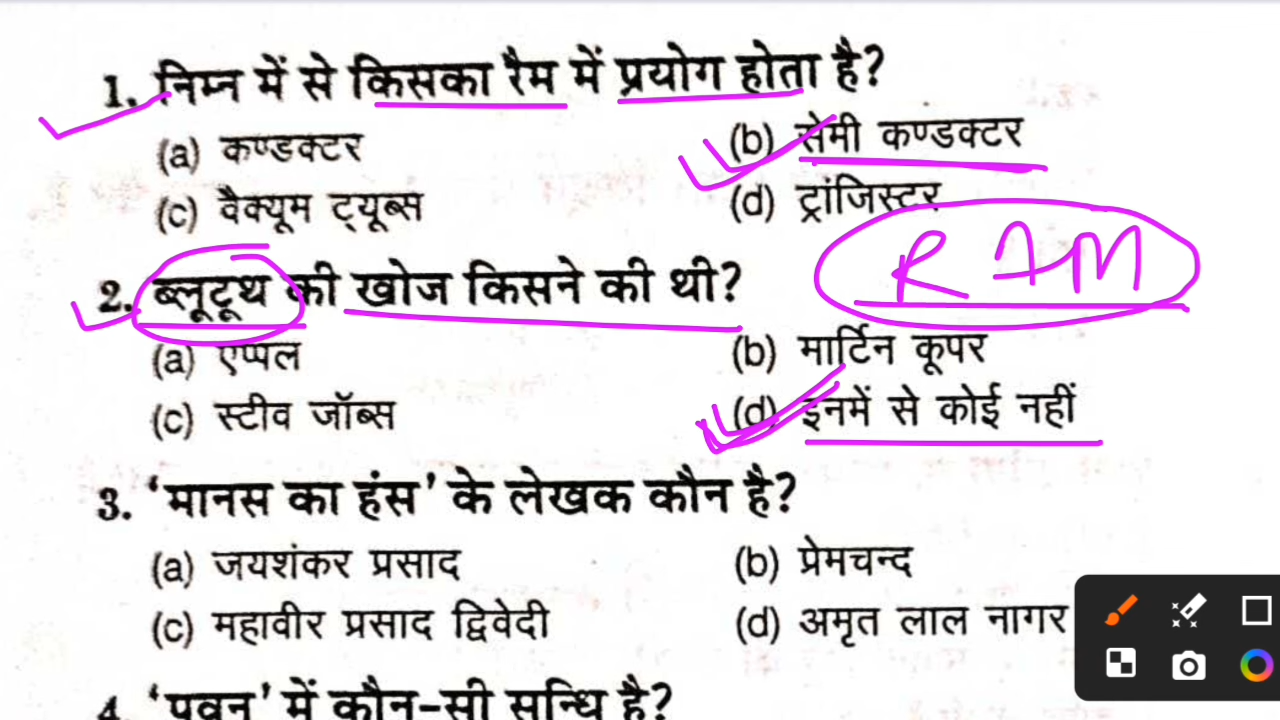 1. निम्न में से किसका रैम में प्रयोग होता है?
(a) कण्डक्टर (b) सेमी कण्डक्टर
(c) वैक्यूम ट्यूब्स (d) ट्रांजिस्टर
RAM
2. ब्लूटूथ की खोज किसने की थी?
(a) एप्पल (b) मार्टिन कूपर
(c) स्टीव जॉब्स (d) इनमें से कोई नहीं
3. 'मानस का हंस' के लेखक कौन है?
(a) जयशंकर प्रसाद (b) प्रेमचन्द
(c) महावीर प्रसाद द्विवेदी (d) अमृत लाल नागर
4. 'पवन' में कौन-सी सन्धि है?